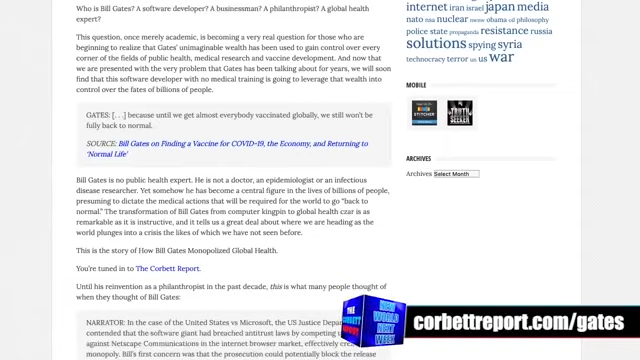 Who is Bill Gates? A software developer? A businessman? A philanthropist? A global health
expert?
This question, once merely academic, is becoming a very real question for those who are
beginning to realize that Gates' unimaginable wealth has been used to gain control over every
corner of the fields of public health, medical research and vaccine development. And now that
we are presented with the very problem that Gates has been talking about for years, we will soon
find that this software developer with no medical training is going to leverage that wealth into
control over the fates of billions of people.
GATES: [. . .] because until we get almost everybody vaccinated globally, we still won't be
fully back to normal.
SOURCE: Bill Gates on Finding a Vaccine for COVID-19, the Economy, and Returning to
'Normal Life'
Bill Gates is no public health expert. He is not a doctor, an epidemiologist or an infectious
disease researcher. Yet somehow he has become a central figure in the lives of billions of people,
presuming to dictate the medical actions that will be required for the world to go "back to
normal." The transformation of Bill Gates from computer kingpin to global health czar is as
remarkable as it is instructive, and it tells us a great deal about where we are heading as the
world plunges into a crisis the likes of which we have not seen before.
This is the story of How Bill Gates Monopolized Global Health.
You're tuned in to The Corbett Report.
Until his reinvention as a philanthropist in the past decade, this is what many people thought of
when they thought of Bill Gates:
NARRATOR: In the case of the United States vs Microsoft, the US Justice Depar
contended that the software giant had breached antitrust laws by competing
against Netscape Communications in the internet browser market, effectively
monopoly. Bill's first concern was that the prosecution could potentially block the release
internet iran israel japan media
nato nsa nuclear nwnw obama oil philosophy
police state propaganda resistance russia
solutions spying syria
technocracy terror un us war
MOBILE
STITCHER
TRUTH
SEEKER
ARCHIVES
Archives Select Month
THE
CORBETT
REPORT
NEW
WORLD
NEXT
WEEK
corbettreport.com/gates